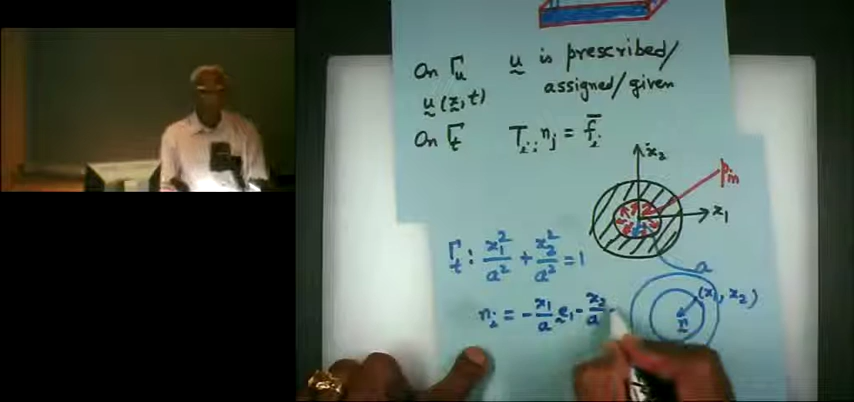 On Γu u is prescribed/
assigned/given
u(x,t)
On Γt Tij nj = f̄i
x2
Pin
x1
Γt : x1²/a² + x2²/a² = 1
a
(x1, x2)
n
ni = - x1/a e1 - x2/a